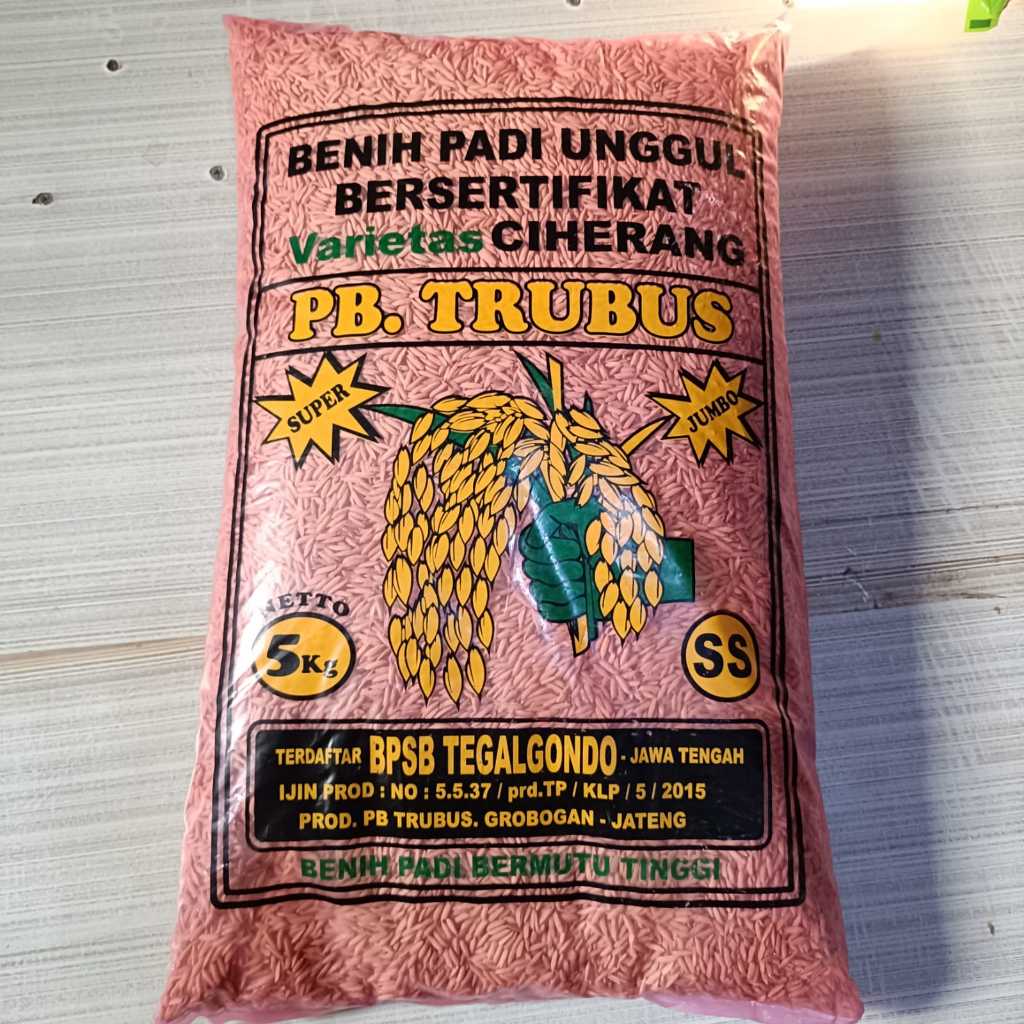 BENIH PADI UNGGUL
BERSERTIFIKAT
Varietas CIHERANG
PB. TRUBUS
SUPER
JUMBO
NETTO
5Kg
SS
TERDAFTAR BPSB TEGALGONDO - JAWA TENGAH
IJIN PROD : NO : 5.5.37 / prd.TP / KLP / 5 / 2015
PROD. PB TRUBUS. GROBOGAN - JATENG
BENIH PADI BERMUTU TINGGI